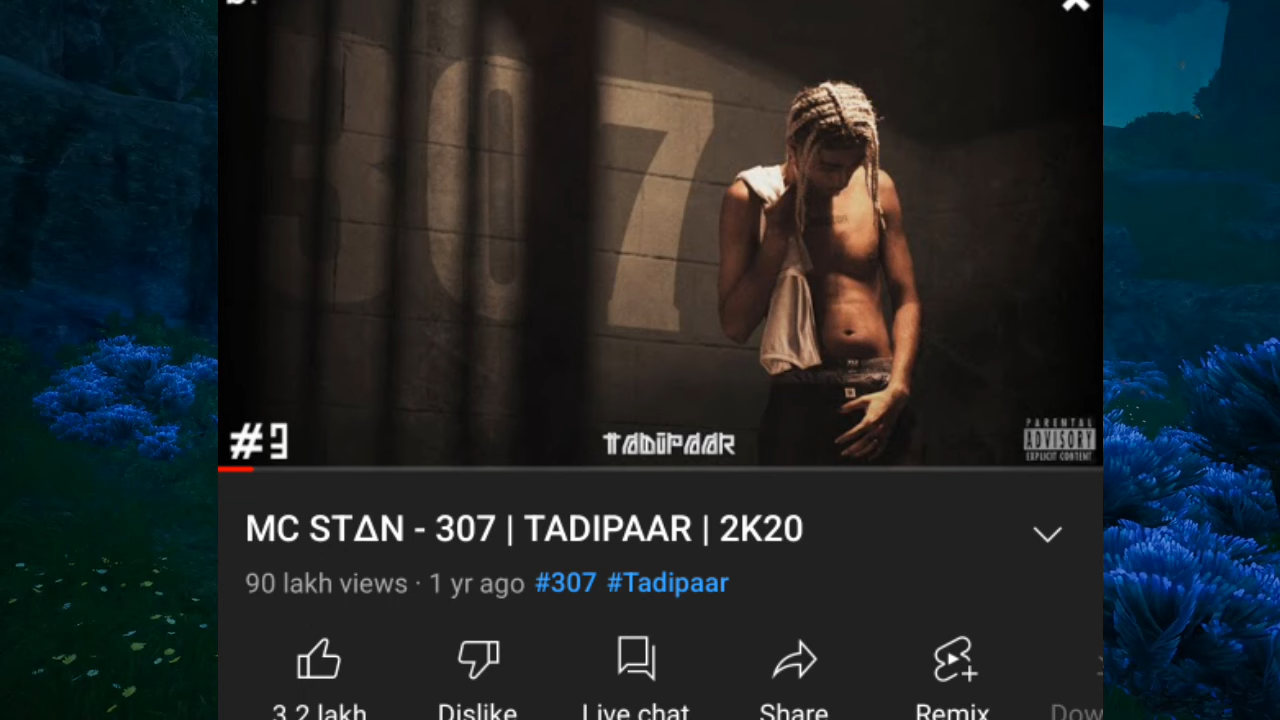 307
#3
TADIPAAR
PARENTAL
ADVISORY
EXPLICIT CONTENT
MC STΔN - 307 | TADIPAAR | 2K20
90 lakh views · 1 yr ago #307 #Tadipaar
3.2 lakh Dislike Live chat Share Remix